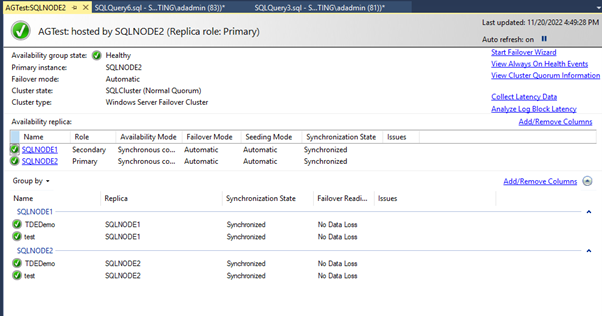 AGTest:SQLNODE2 SQLQuery6.sql - S...TING\adadmin (83))* SQLQuery3.sql - S...TING\adadmin (81))*
AGTest: hosted by SQLNODE2 (Replica role: Primary)
Last updated: 11/20/2022 4:49:28 PM
Auto refresh: on
Availability group state: Healthy
Primary instance: SQLNODE2
Failover mode: Automatic
Cluster state: SQLCluster (Normal Quorum)
Cluster type: Windows Server Failover Cluster
Start Failover Wizard
View Always On Health Events
View Cluster Quorum Information
Collect Latency Data
Analyze Log Block Latency
Availability replica: Add/Remove Columns
Name Role Availability Mode Failover Mode Seeding Mode Synchronization State Issues
SQLNODE1 Secondary Synchronous co... Automatic Automatic Synchronized
SQLNODE2 Primary Synchronous co... Automatic Automatic Synchronized
Group by Add/Remove Columns
Name Replica Synchronization State Failover Readi... Issues
SQLNODE1
TDEDemo SQLNODE1 Synchronized No Data Loss
test SQLNODE1 Synchronized No Data Loss
SQLNODE2
TDEDemo SQLNODE2 Synchronized No Data Loss
test SQLNODE2 Synchronized No Data Loss